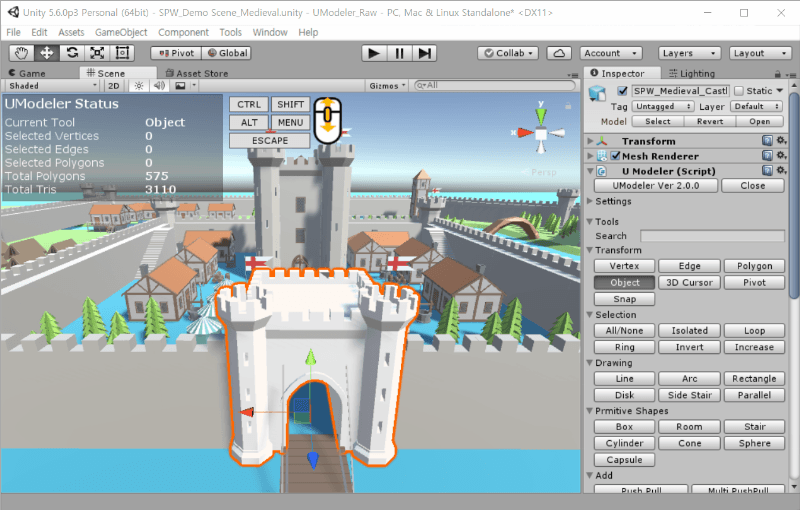 Unity 5.6.0p3 Personal (64bit) - SPW_Demo Scene_Medieval.unity - UModeler_Raw - PC, Mac & Linux Standalone* <DX11>
File Edit Assets GameObject Component Tools Window Help
Pivot Global Collab Account Layers Layout
Game Scene Asset Store
Shaded 2D Gizmos All
UModeler Status
Current Tool Object
Selected Vertices 0
Selected Edges 0
Selected Polygons 0
Total Polygons 575
Total Tris 3110
CTRL SHIFT
ALT MENU
ESCAPE
y
x
Persp
Inspector Lighting
SPW_Medieval_Castl Static
Tag Untagged Layer Default
Model Select Revert Open
Transform
Mesh Renderer
U Modeler (Script)
UModeler Ver 2.0.0 Close
Settings
Tools
Search
Transform
Vertex Edge Polygon
Object 3D Cursor Pivot
Snap
Selection
All/None Isolated Loop
Ring Invert Increase
Drawing
Line Arc Rectangle
Disk Side Stair Parallel
Prmitive Shapes
Box Room Stair
Cylinder Cone Sphere
Capsule
Add
Push Pull Multi PushPull